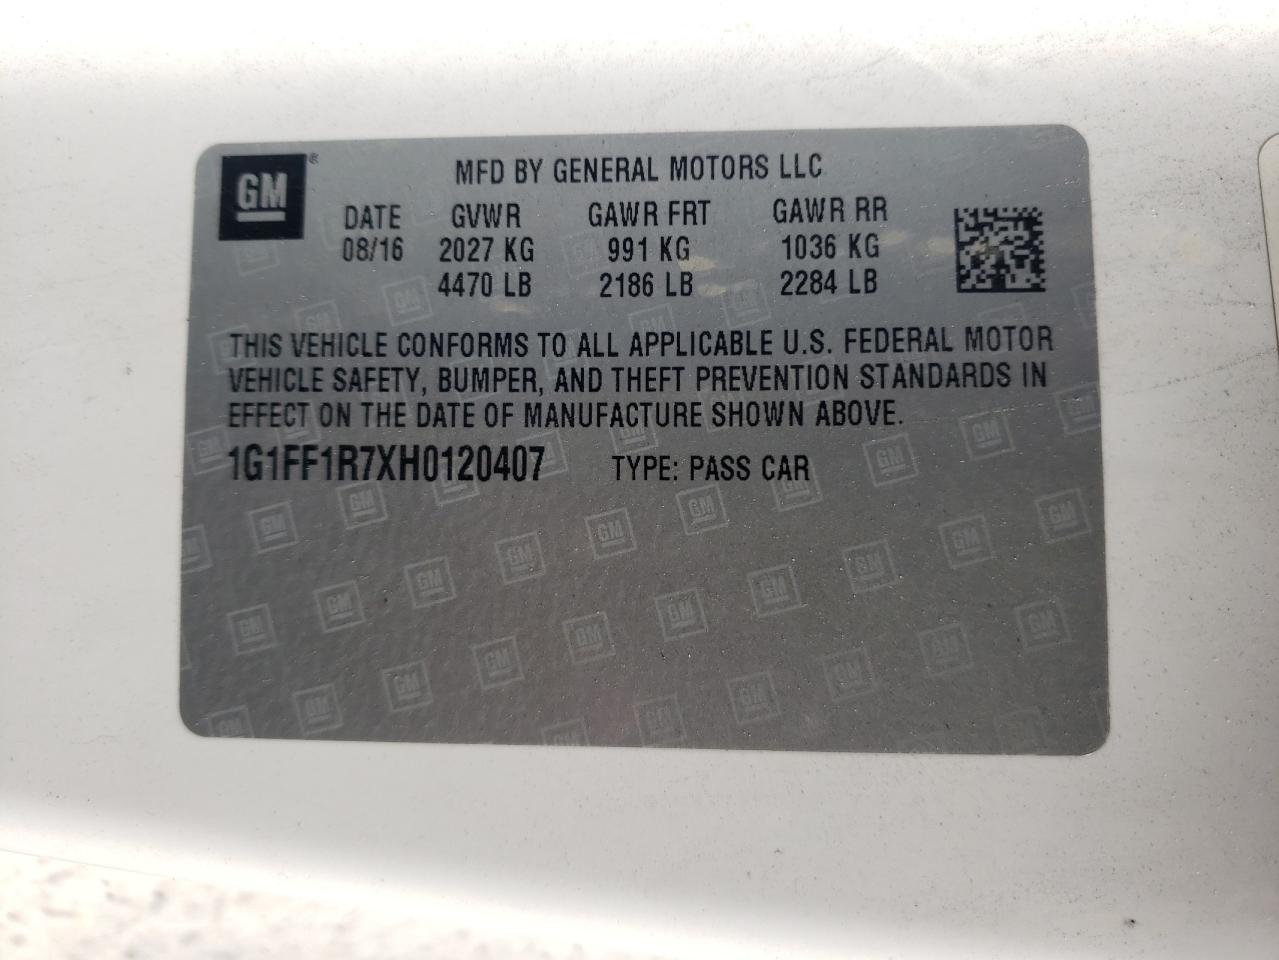 GM®
MFD BY GENERAL MOTORS LLC
DATE GVWR GAWR FRT GAWR RR
08/16 2027 KG 991 KG 1036 KG
4470 LB 2186 LB 2284 LB
THIS VEHICLE CONFORMS TO ALL APPLICABLE U.S. FEDERAL MOTOR
VEHICLE SAFETY, BUMPER, AND THEFT PREVENTION STANDARDS IN
EFFECT ON THE DATE OF MANUFACTURE SHOWN ABOVE.
1G1FF1R7XH0120407 TYPE: PASS CAR